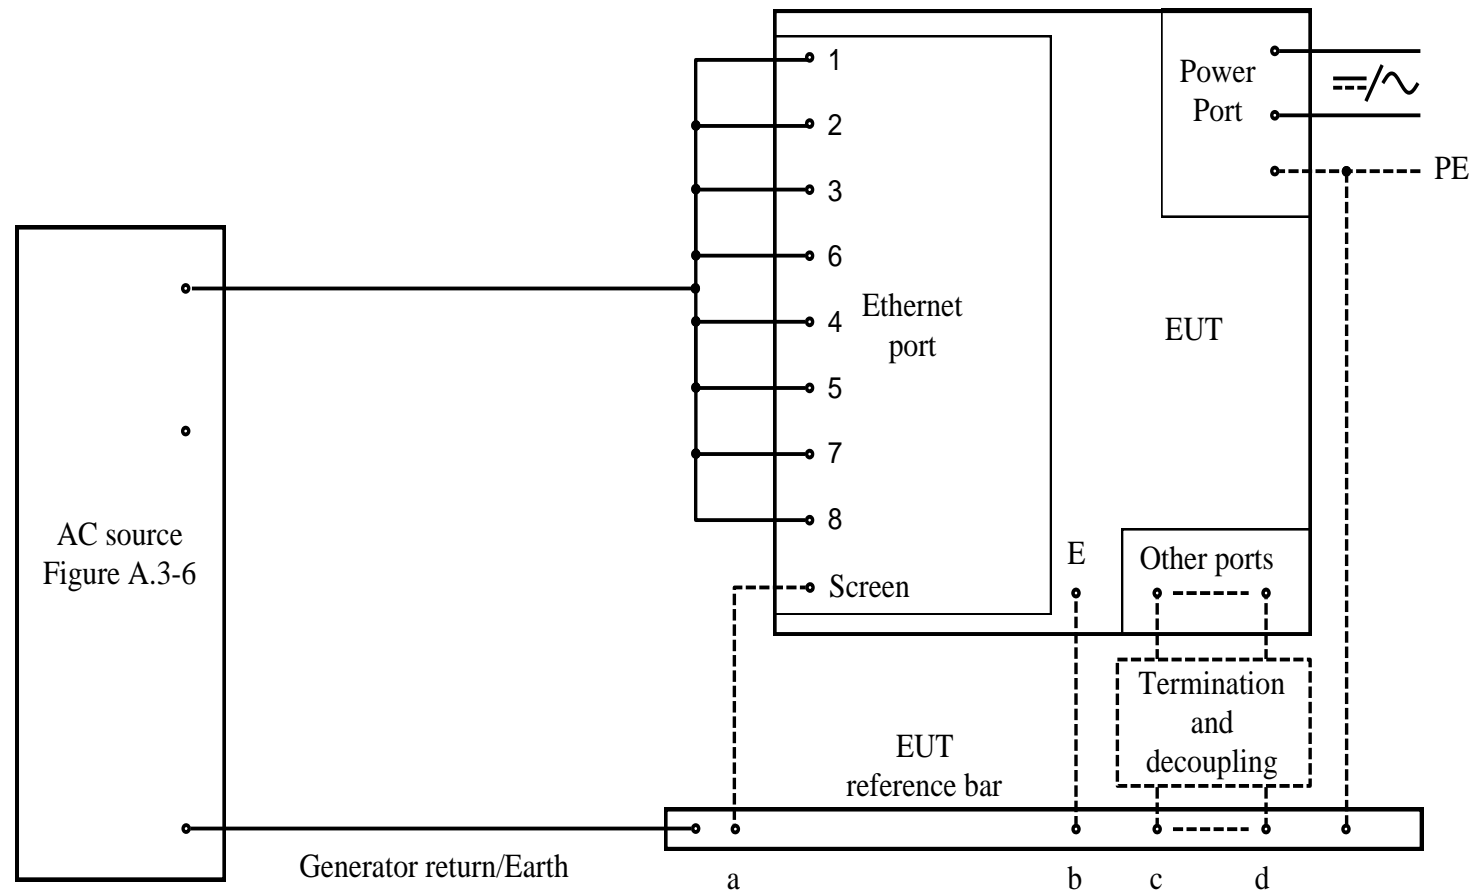 1
2
3
6
4
5
7
8
Screen
Ethernet
port
Power
Port
PE
EUT
AC source
Figure A.3-6
E
Other ports
Termination
and
decoupling
EUT
reference bar
Generator return/Earth
a
b
c
d